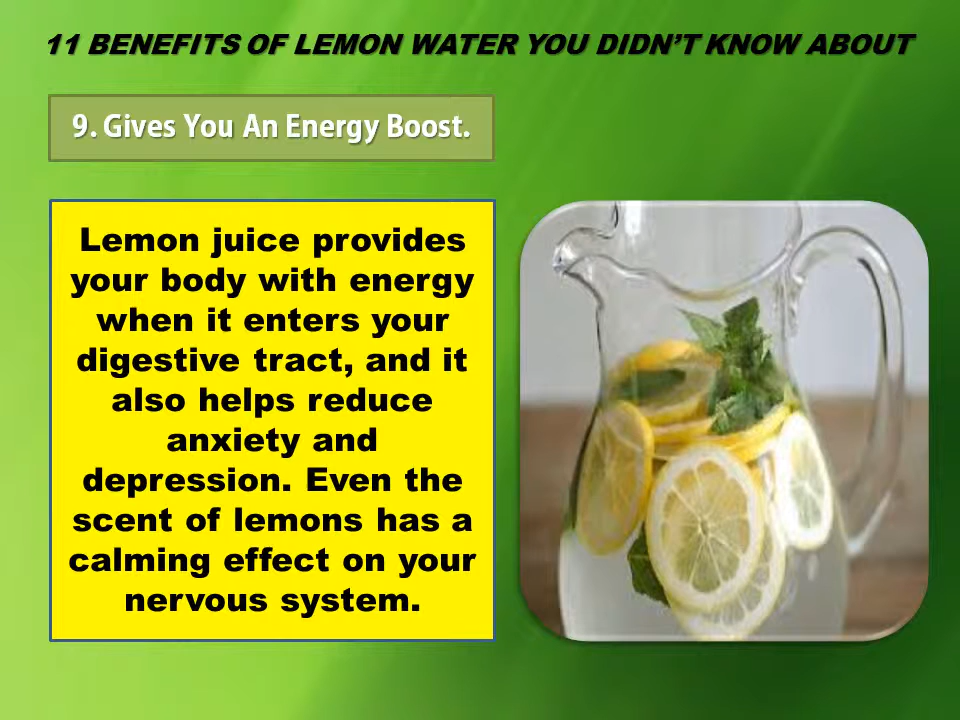 11 BENEFITS OF LEMON WATER YOU DIDN’T KNOW ABOUT
9. Gives You An Energy Boost.
Lemon juice provides
your body with energy
when it enters your
digestive tract, and it
also helps reduce
anxiety and
depression. Even the
scent of lemons has a
calming effect on your
nervous system.